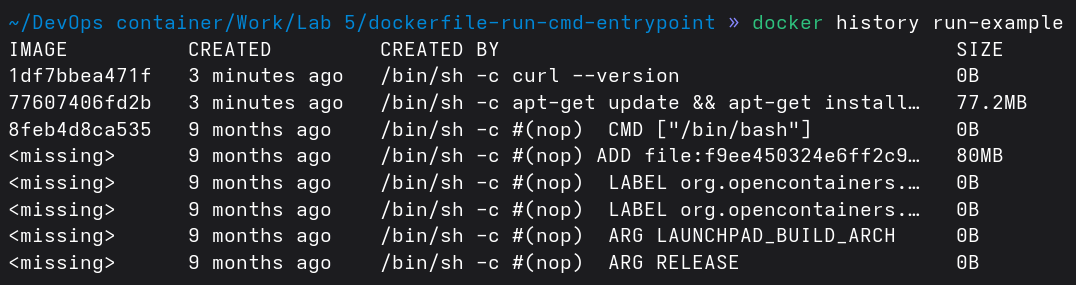 ~/DevOps container/Work/Lab 5/dockerfile-run-cmd-entrypoint » docker history run-example
IMAGE CREATED CREATED BY SIZE
1df7bbea471f 3 minutes ago /bin/sh -c curl --version 0B
77607406fd2b 3 minutes ago /bin/sh -c apt-get update && apt-get install… 77.2MB
8feb4d8ca535 9 months ago /bin/sh -c #(nop)  CMD ["/bin/bash"] 0B
<missing> 9 months ago /bin/sh -c #(nop) ADD file:f9ee450324e6ff2c9… 80MB
<missing> 9 months ago /bin/sh -c #(nop)  LABEL org.opencontainers.… 0B
<missing> 9 months ago /bin/sh -c #(nop)  LABEL org.opencontainers.… 0B
<missing> 9 months ago /bin/sh -c #(nop)  ARG LAUNCHPAD_BUILD_ARCH 0B
<missing> 9 months ago /bin/sh -c #(nop)  ARG RELEASE 0B